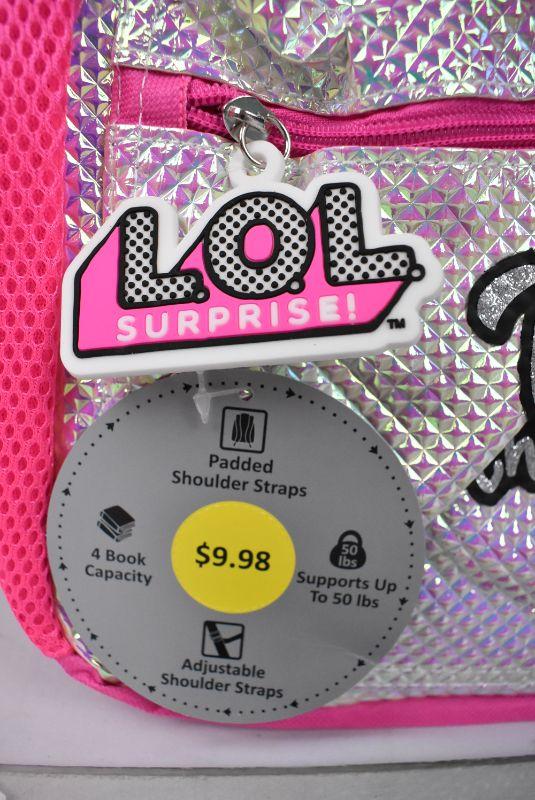 L.O.L.
SURPRISE!
TM
Padded
Shoulder Straps
4 Book
Capacity
$9.98
50
lbs
Supports Up
To 50 lbs
Adjustable
Shoulder Straps